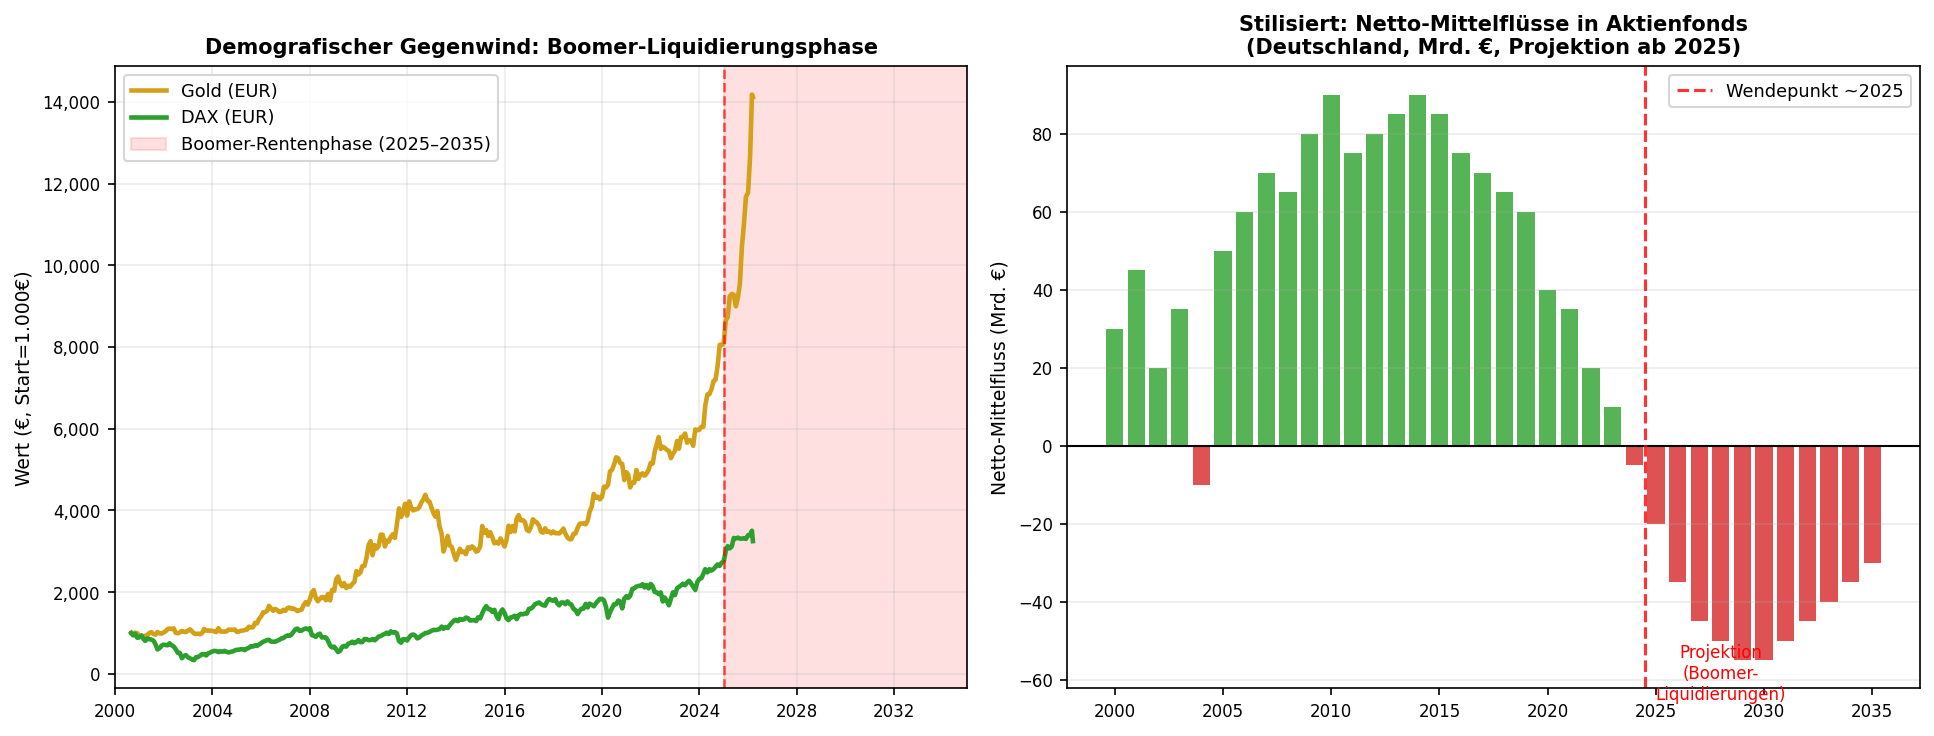 Demografischer Gegenwind: Boomer-Liquidierungsphase
Gold (EUR)
DAX (EUR)
Boomer-Rentenphase (2025–2035)
Wert (€, Start=1.000€)
14,000
12,000
10,000
8,000
6,000
4,000
2,000
0
2000
2004
2008
2012
2016
2020
2024
2028
2032
Stilisiert: Netto-Mittelflüsse in Aktienfonds
(Deutschland, Mrd. €, Projektion ab 2025)
Wendepunkt ~2025
Netto-Mittelfluss (Mrd. €)
80
60
40
20
0
−20
−40
−60
Projektion
(Boomer-
Liquidierungen)
2000
2005
2010
2015
2020
2025
2030
2035